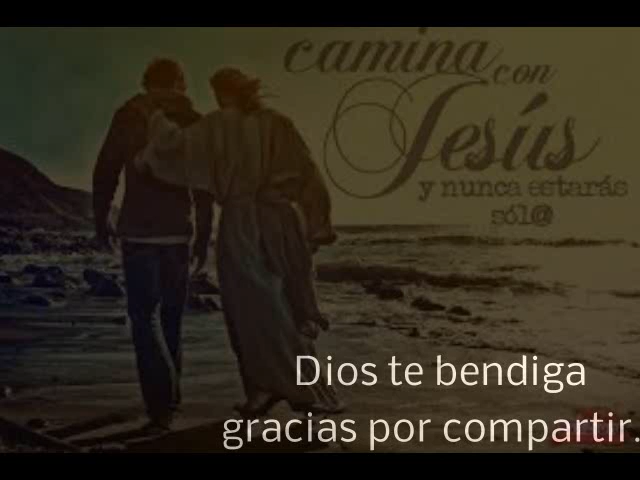 camina con
Jesús
y nunca estarás
sól@
Dios te bendiga
gracias por compartir.